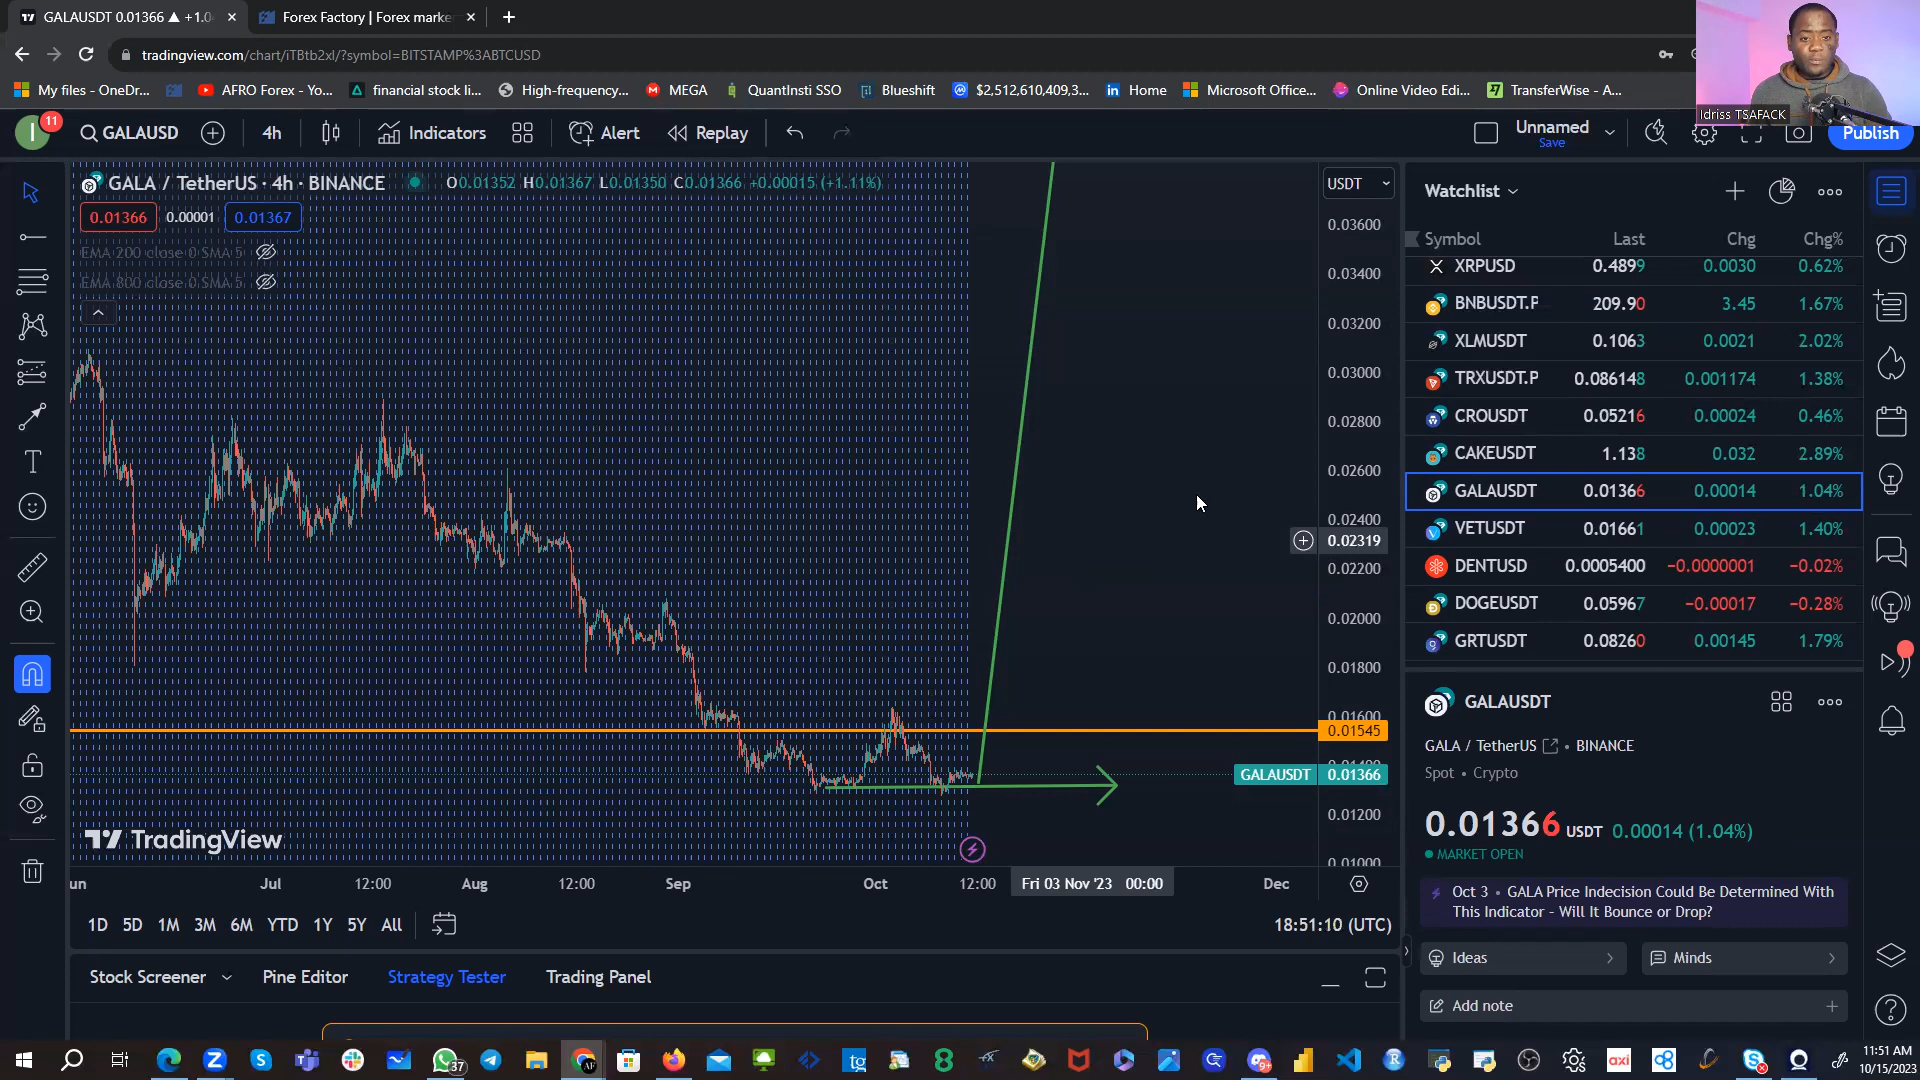 GALAUSDT 0.01366 ▲ +1.0
Forex Factory | Forex marke
tradingview.com/chart/iTBtb2xl/?symbol=BITSTAMP%3ABTCUSD
My files - OneDr... AFRO Forex - Yo... financial stock li... High-frequency... MEGA QuantInsti SSO Blueshift $2,512,610,409,3... Home Microsoft Office... Online Video Edi... TransferWise - A...
Idriss TSAFACK
11
GALAUSD 4h Indicators Alert Replay
Unnamed
Save
Publish
GALA / TetherUS · 4h · BINANCE O0.01352 H0.01367 L0.01350 C0.01366 +0.00015 (+1.11%)
0.01366 0.00001 0.01367
EMA 200 close 0 SMA 5
EMA 800 close 0 SMA 5
USDT
0.03600
0.03400
0.03200
0.03000
0.02800
0.02600
0.02400
0.02319
0.02200
0.02000
0.01800
0.01600
0.01545
0.01400
GALAUSDT 0.01366
0.01200
0.01000
TradingView
un Jul 12:00 Aug 12:00 Sep Oct 12:00 Fri 03 Nov '23 00:00 Dec
1D 5D 1M 3M 6M YTD 1Y 5Y All
18:51:10 (UTC)
Stock Screener Pine Editor Strategy Tester Trading Panel
Watchlist
Symbol Last Chg Chg%
XRPUSD 0.4899 0.0030 0.62%
BNBUSDT.P 209.90 3.45 1.67%
XLMUSDT 0.1063 0.0021 2.02%
TRXUSDT.P 0.086148 0.001174 1.38%
CROUSDT 0.05216 0.00024 0.46%
CAKEUSDT 1.138 0.032 2.89%
GALAUSDT 0.01366 0.00014 1.04%
VETUSDT 0.01661 0.00023 1.40%
DENTUSD 0.0005400 −0.0000001 −0.02%
DOGEUSDT 0.05967 −0.00017 −0.28%
GRTUSDT 0.08260 0.00145 1.79%
GALAUSDT
GALA / TetherUS • BINANCE
Spot • Crypto
0.01366 USDT 0.00014 (1.04%)
MARKET OPEN
Oct 3 • GALA Price Indecision Could Be Determined With
This Indicator - Will It Bounce or Drop?
Ideas
Minds
Add note
37
tg
9+
axi
11:51 AM
10/15/2023